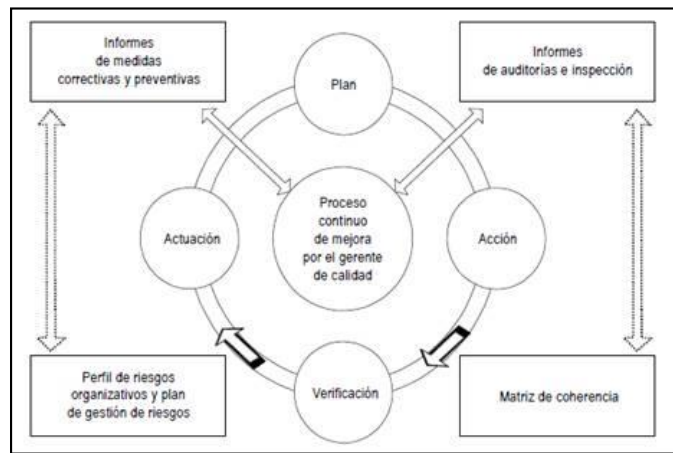 Informes
de medidas
correctivas y preventivas
Plan
Informes
de auditorías e inspección
Actuación
Proceso
continuo
de mejora
por el gerente
de calidad
Acción
Perfil de riesgos
organizativos y plan
de gestión de riesgos
Verificación
Matriz de coherencia